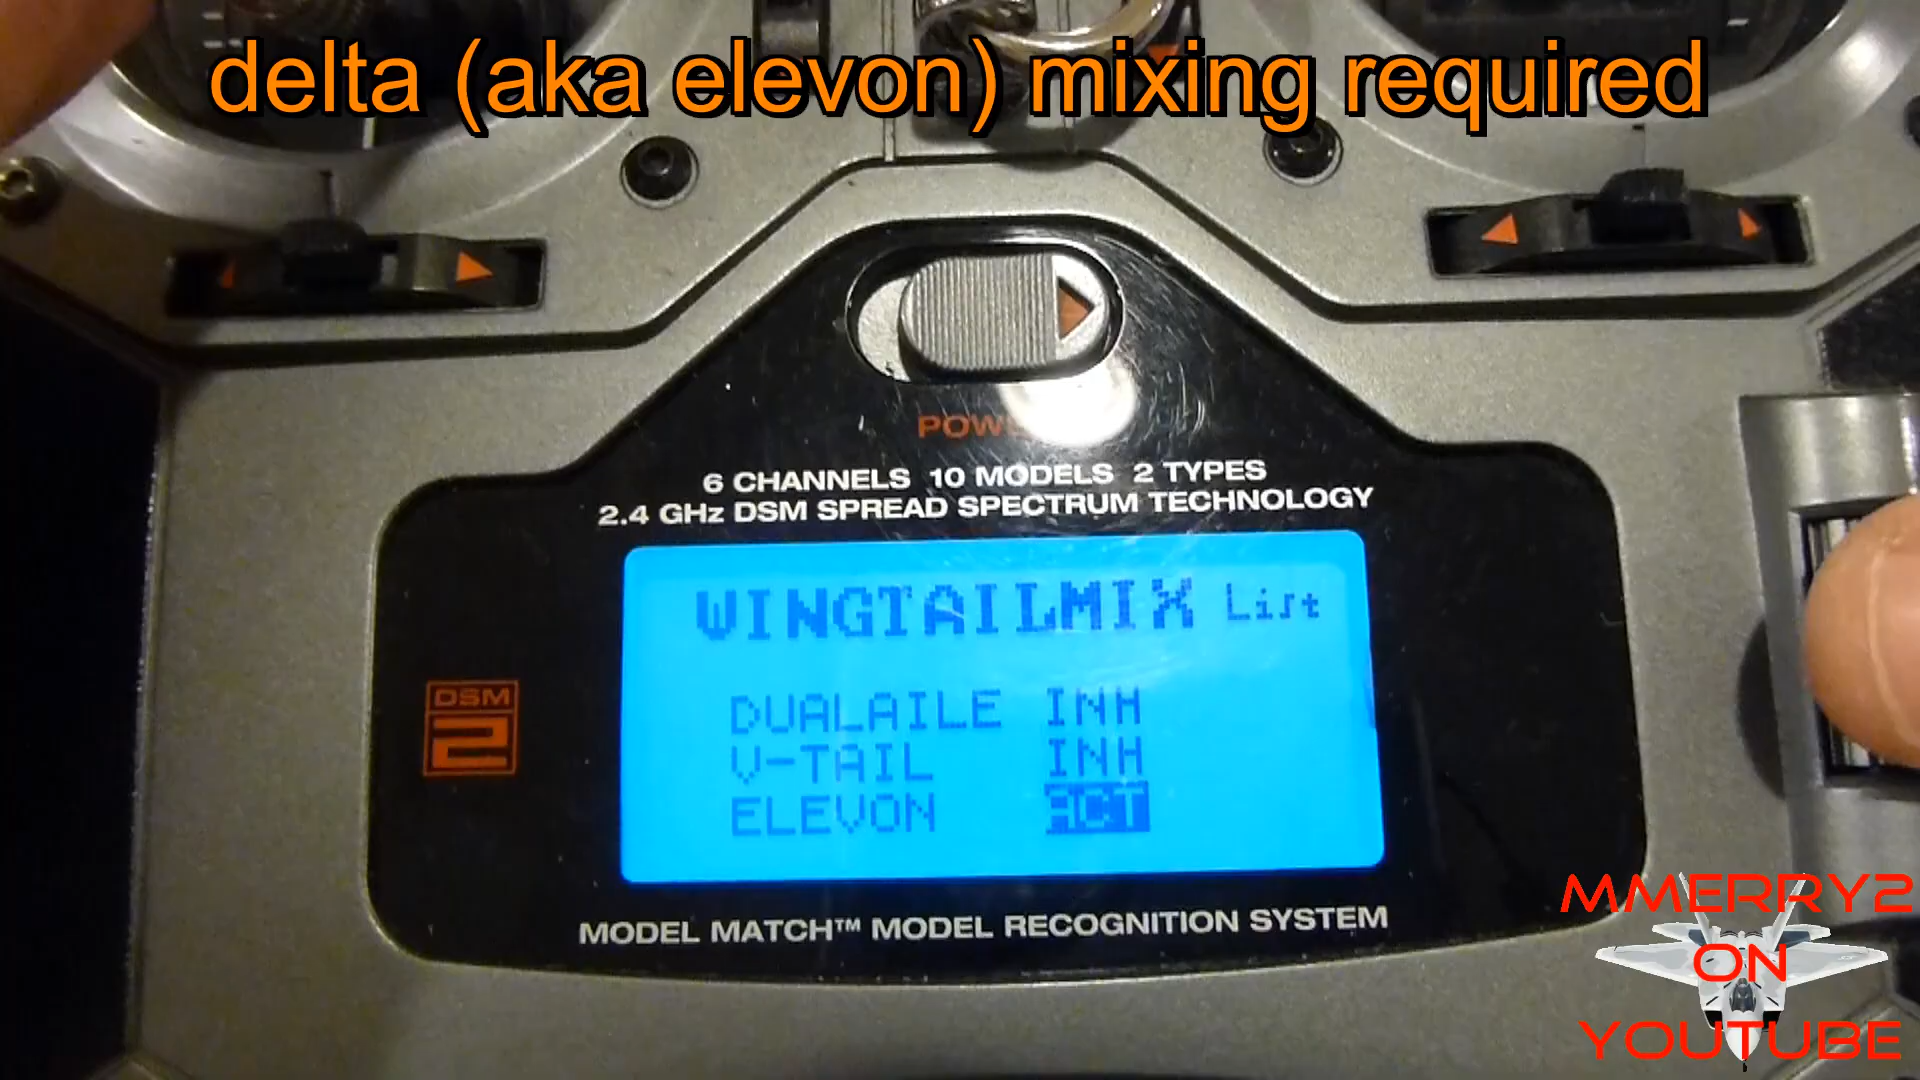 delta (aka elevon) mixing required
6 CHANNELS 10 MODELS 2 TYPES
2.4 GHz DSM SPREAD SPECTRUM TECHNOLOGY
WINGTAILMIX List
DUALAILE INH
V-TAIL INH
ELEVON ACT
DSM
2
MODEL MATCH™ MODEL RECOGNITION SYSTEM
MMERRY2
ON
YOUTUBE